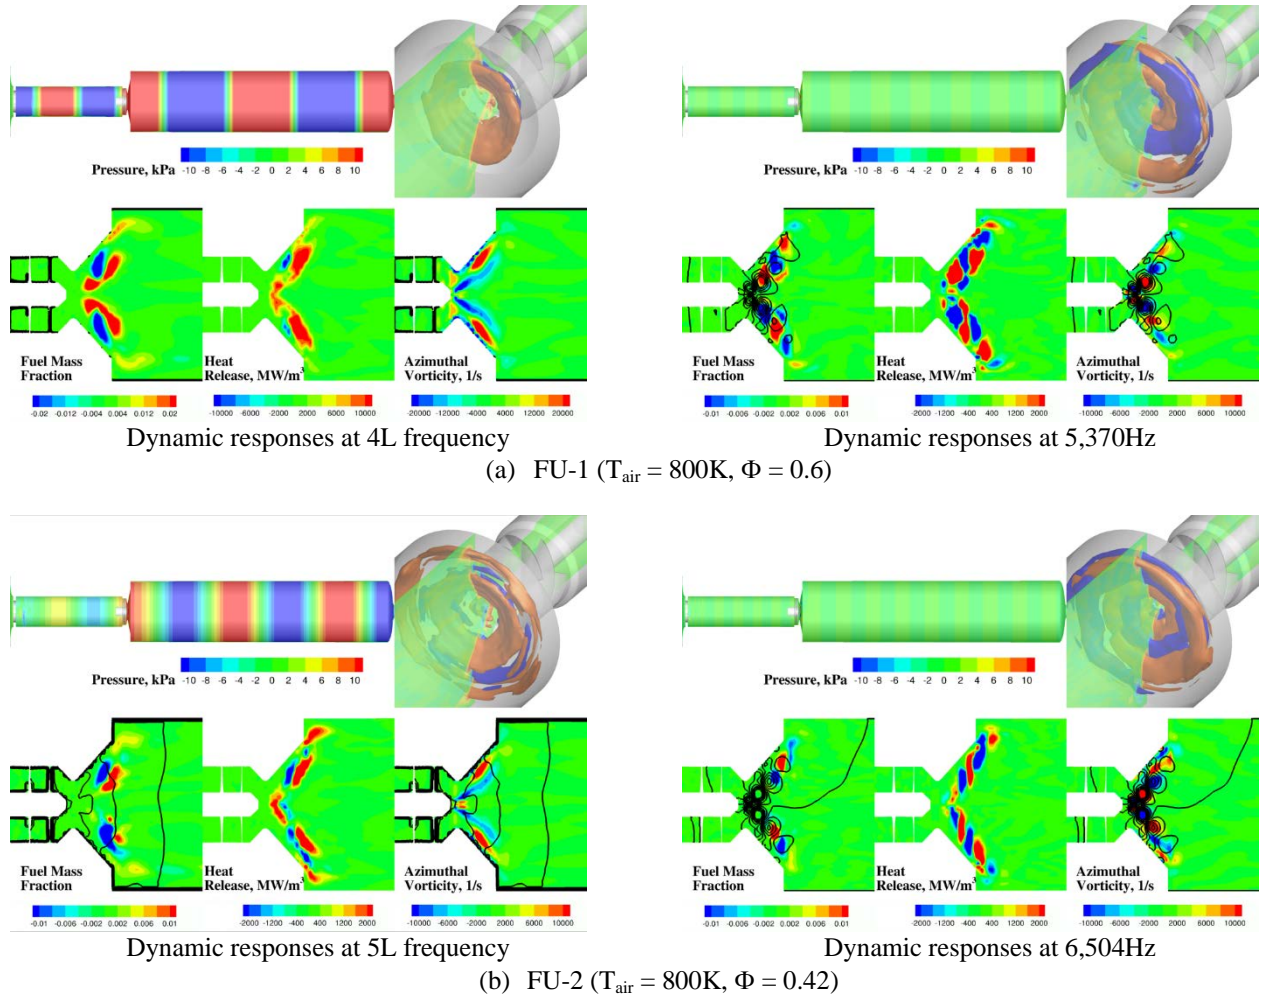 Pressure, kPa -10 -8 -6 -4 -2 0 2 4 6 8 10
Pressure, kPa -10 -8 -6 -4 -2 0 2 4 6 8 10
Fuel Mass Fraction
Heat Release, MW/m³
Azimuthal Vorticity, 1/s
Fuel Mass Fraction
Heat Release, MW/m³
Azimuthal Vorticity, 1/s
-0.02 -0.012 -0.004 0.004 0.012 0.02
-10000 -6000 -2000 2000 6000 10000
-20000 -12000 -4000 4000 12000 20000
-0.01 -0.006 -0.002 0.002 0.006 0.01
-2000 -1200 -400 400 1200 2000
-10000 -6000 -2000 2000 6000 10000
Dynamic responses at 4L frequency
Dynamic responses at 5,370Hz
(a) FU-1 (Tair = 800K, Φ = 0.6)
Pressure, kPa -10 -8 -6 -4 -2 0 2 4 6 8 10
Pressure, kPa -10 -8 -6 -4 -2 0 2 4 6 8 10
Fuel Mass Fraction
Heat Release, MW/m³
Azimuthal Vorticity, 1/s
Fuel Mass Fraction
Heat Release, MW/m³
Azimuthal Vorticity, 1/s
-0.01 -0.006 -0.002 0.002 0.006 0.01
-2000 -1200 -400 400 1200 2000
-10000 -6000 -2000 2000 6000 10000
-0.01 -0.006 -0.002 0.002 0.006 0.01
-2000 -1200 -400 400 1200 2000
-10000 -6000 -2000 2000 6000 10000
Dynamic responses at 5L frequency
Dynamic responses at 6,504Hz
(b) FU-2 (Tair = 800K, Φ = 0.42)